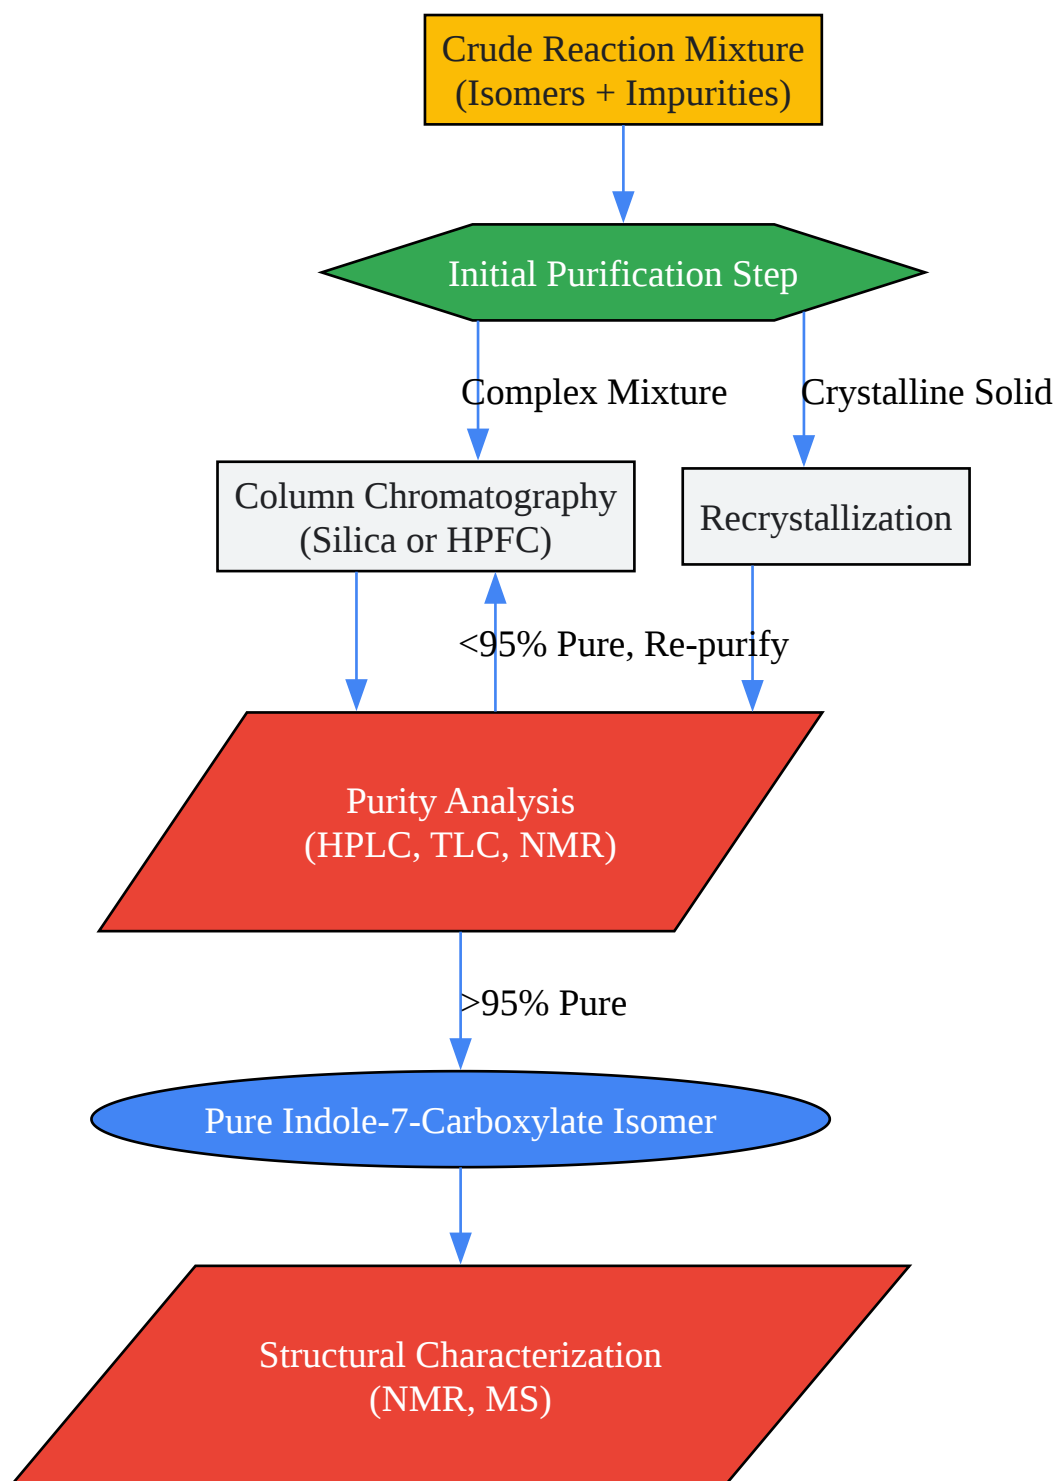 Crude Reaction Mixture
(Isomers + Impurities)
Initial Purification Step
Complex Mixture
Crystalline Solid
Column Chromatography
(Silica or HPFC)
Recrystallization
<95% Pure, Re-purify
Purity Analysis
(HPLC, TLC, NMR)
>95% Pure
Pure Indole-7-Carboxylate Isomer
Structural Characterization
(NMR, MS)